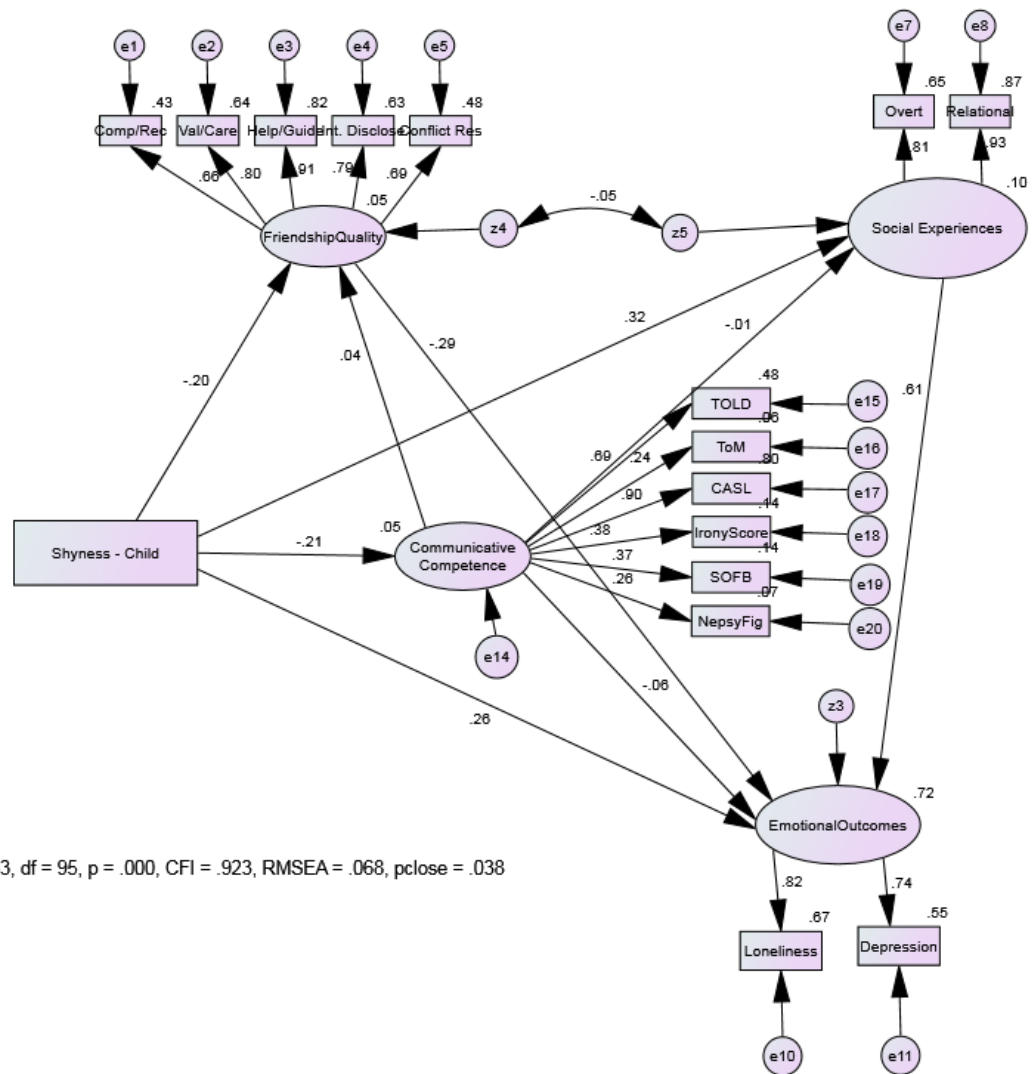 e1 e2 e3 e4 e5 e7 e8
.43 .64 .82 .63 .48 .65 .87
Comp/Rec Val/Care Help/Guide Int. Disclose Conflict Res Overt Relational
.66 .80 .91 .79 .69 .81 .93
.05 -.05 .10
FriendshipQuality z4 z5 Social Experiences
.32
-.01
-.20 .04 -.29
.48
TOLD e15
.61
.06
ToM e16
.69 .24 .80
CASL e17
.90 .14
IronyScore e18
.38 .14
SOFB e19
.37 .07
.26 NepsyFig e20
Shyness - Child
-.21
.05
Communicative
Competence
e14
-.06
.26
z3
.72
EmotionalOutcomes
3, df = 95, p = .000, CFI = .923, RMSEA = .068, pclose = .038
.82 .74
.67 .55
Loneliness Depression
e10 e11